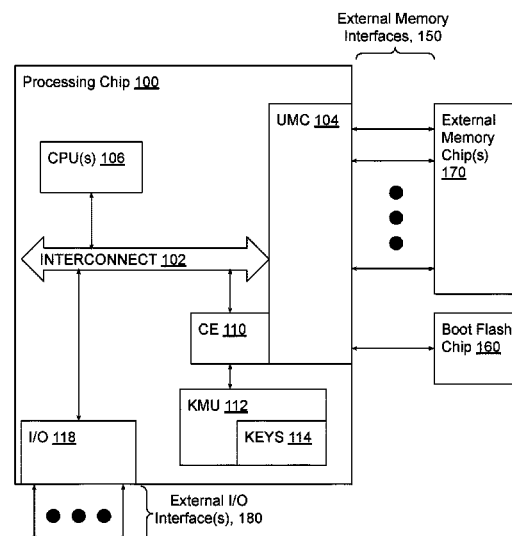 External Memory
Interfaces, 150
Processing Chip 100
UMC 104
External
Memory
Chip(s)
170
CPU(s) 106
INTERCONNECT 102
CE 110
Boot Flash
Chip 160
KMU 112
KEYS 114
I/O 118
External I/O
Interface(s), 180